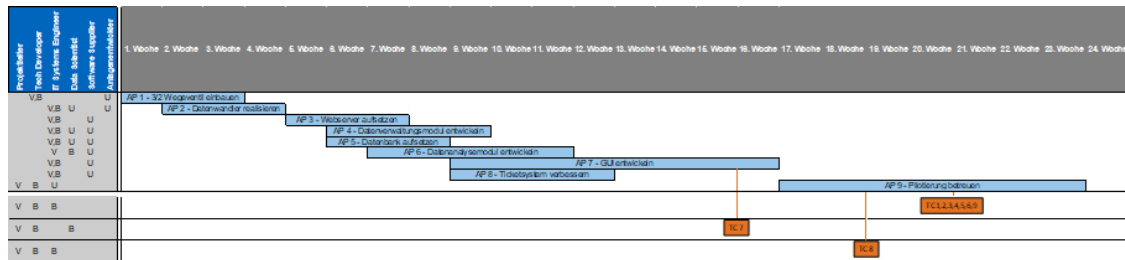 Projektleiter
Tech Developer
IT Systems Engineer
Data Scientist
Software Supplier
Anlagenentwickler
1. Woche 2. Woche 3. Woche 4. Woche 5. Woche 6. Woche 7. Woche 8. Woche 9. Woche 10. Woche 11. Woche 12. Woche 13. Woche 14. Woche 15. Woche 16. Woche 17. Woche 18. Woche 19. Woche 20. Woche 21. Woche 22. Woche 23. Woche 24. Woche
V,B U AP 1 - 3/2 Wegeventil einbauen
V,B U U AP 2 - Datenwandler realisieren
V,B U AP 3 - Webserver aufsetzen
V,B U U AP 4 - Datenverwaltungsmodul entwickeln
V,B U U AP 5 - Datenbank aufsetzen
V B U AP 6 - Datenanalysemodul entwickeln
V,B U AP 7 - GUI entwickeln
V,B U AP 8 - Ticketsystem verbessern
V B U AP 9 - Pilotierung betreuen
V B B TC 1,2,3,4,5,6,9
V B B TC 7
V B B TC 8